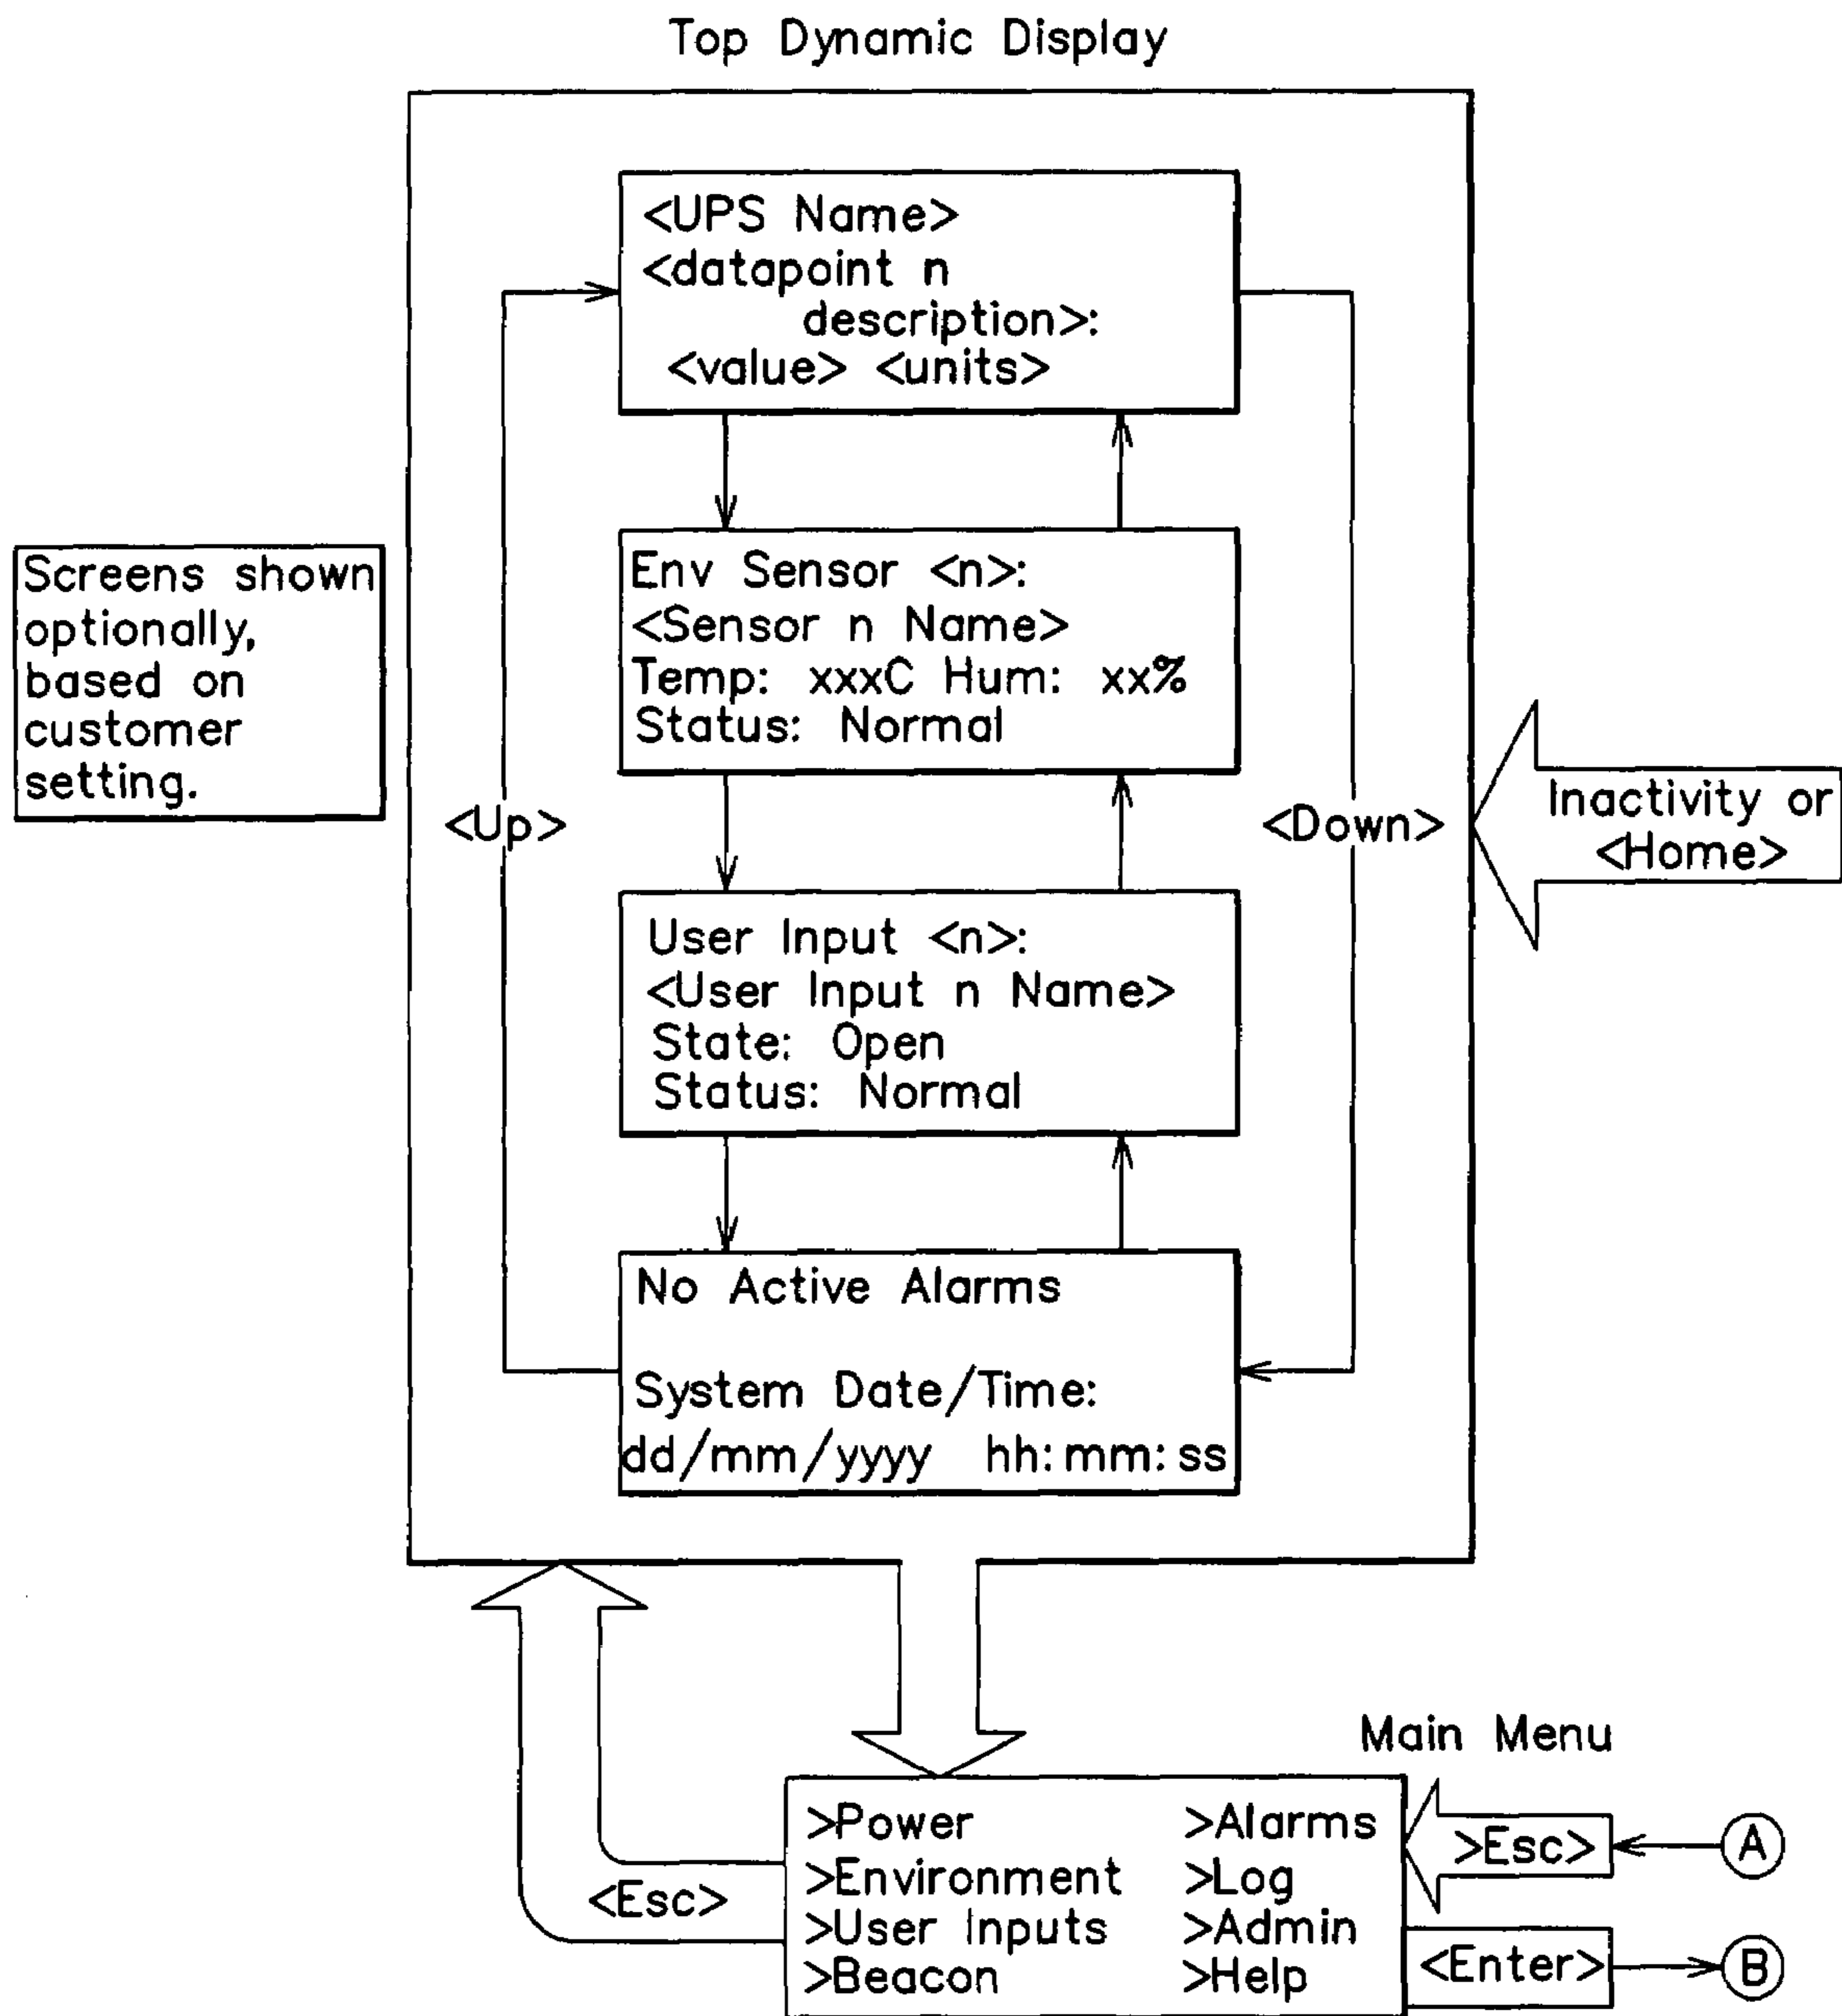 Top Dynamic Display
<UPS Name>
<datapoint n
description>:
<value> <units>
Screens shown
optionally,
based on
customer
setting.
Env Sensor <n>:
<Sensor n Name>
Temp: xxxC Hum: xx%
Status: Normal
<Up>
<Down>
Inactivity or
<Home>
User Input <n>:
<User Input n Name>
State: Open
Status: Normal
No Active Alarms
System Date/Time:
dd/mm/yyyy hh:mm:ss
Main Menu
<Esc>
>Power >Alarms
>Environment >Log
>User Inputs >Admin
>Beacon >Help
>Esc>
A
<Enter>
B